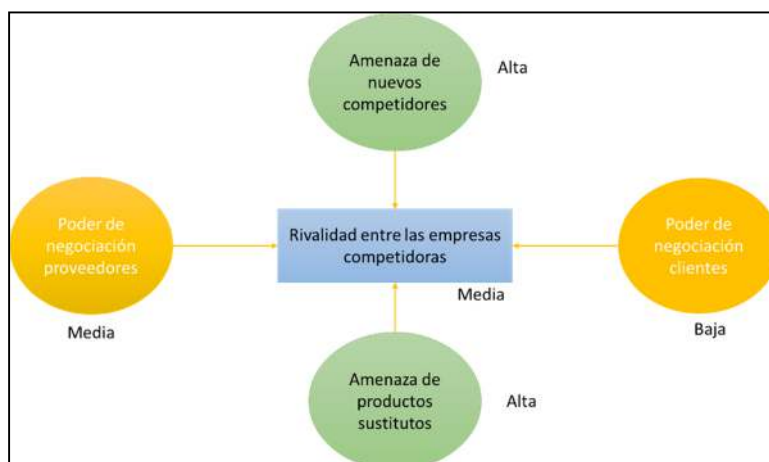 Amenaza de
nuevos
competidores
Alta
Poder de
negociación
proveedores
Media
Rivalidad entre las empresas
competidoras
Media
Poder de
negociación
clientes
Baja
Amenaza de
productos
sustitutos
Alta